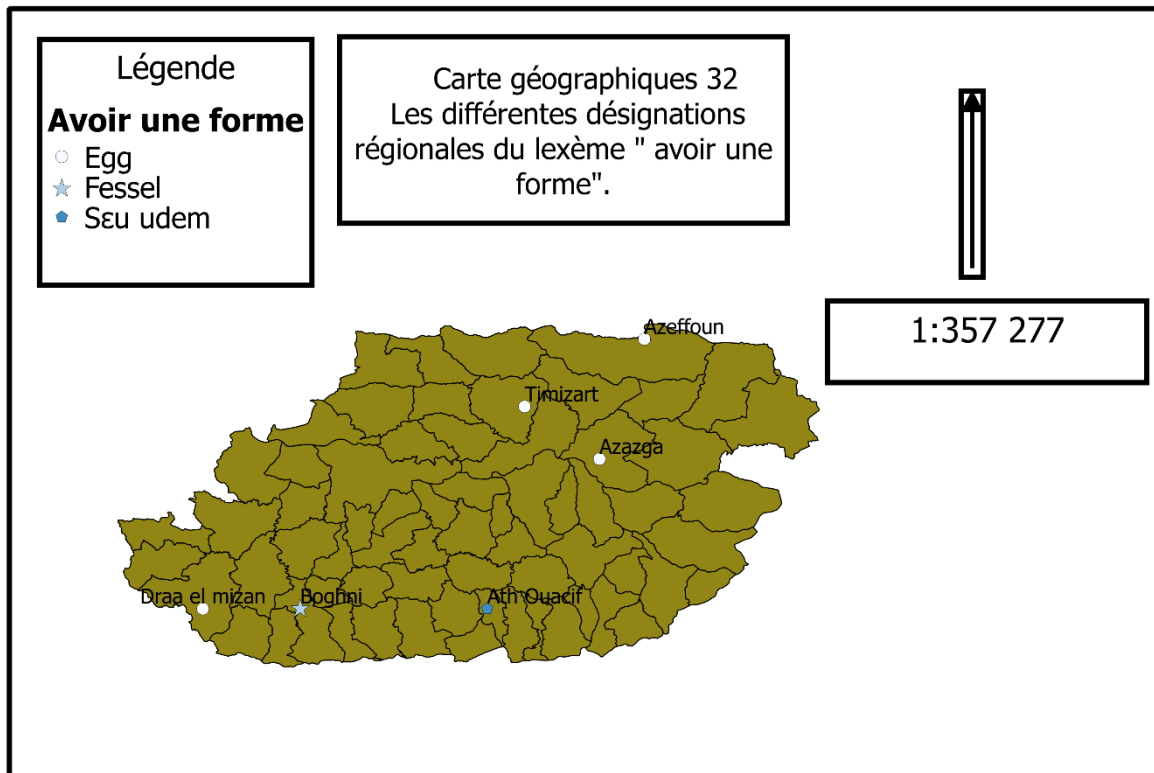 Légende
Avoir une forme
Egg
Fessel
Sɛu udem
Carte géographiques 32
Les différentes désignations
régionales du lexème " avoir une
forme".
1:357 277
Azeffoun
Timizart
Azazga
Draa el mizan
Boghni
Ath Ouacif